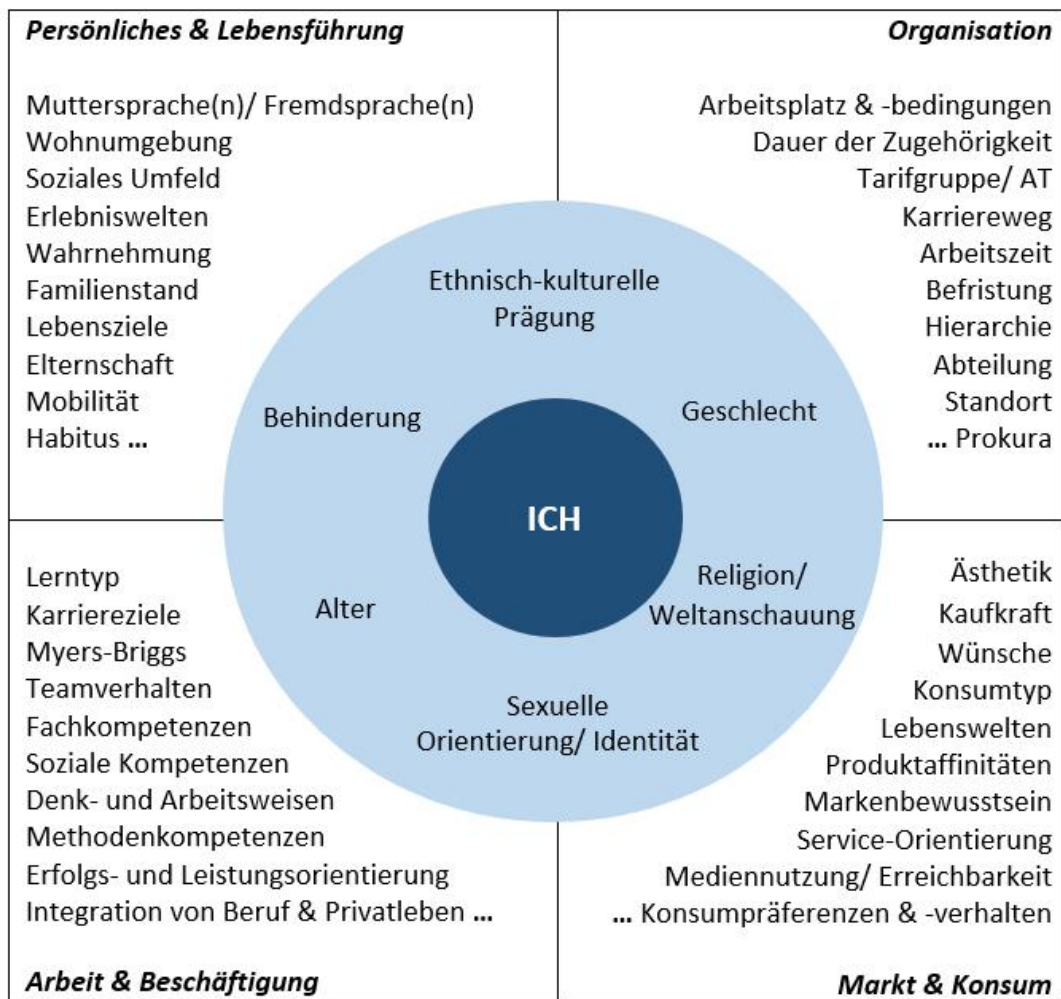 Persönliches & Lebensführung
Muttersprache(n)/ Fremdsprache(n)
Wohnumgebung
Soziales Umfeld
Erlebniswelten
Wahrnehmung
Familienstand
Lebensziele
Elternschaft
Mobilität
Habitus ...
Organisation
Arbeitsplatz & -bedingungen
Dauer der Zugehörigkeit
Tarifgruppe/ AT
Karriereweg
Arbeitszeit
Befristung
Hierarchie
Abteilung
Standort
... Prokura
Ethnisch-kulturelle
Prägung
Behinderung
Geschlecht
ICH
Alter
Religion/
Weltanschauung
Sexuelle
Orientierung/ Identität
Lerntyp
Karriereziele
Myers-Briggs
Teamverhalten
Fachkompetenzen
Soziale Kompetenzen
Denk- und Arbeitsweisen
Methodenkompetenzen
Erfolgs- und Leistungsorientierung
Integration von Beruf & Privatleben ...
Arbeit & Beschäftigung
Ästhetik
Kaufkraft
Wünsche
Konsumtyp
Lebenswelten
Produktaffinitäten
Markenbewusstsein
Service-Orientierung
Mediennutzung/ Erreichbarkeit
... Konsumpräferenzen & -verhalten
Markt & Konsum